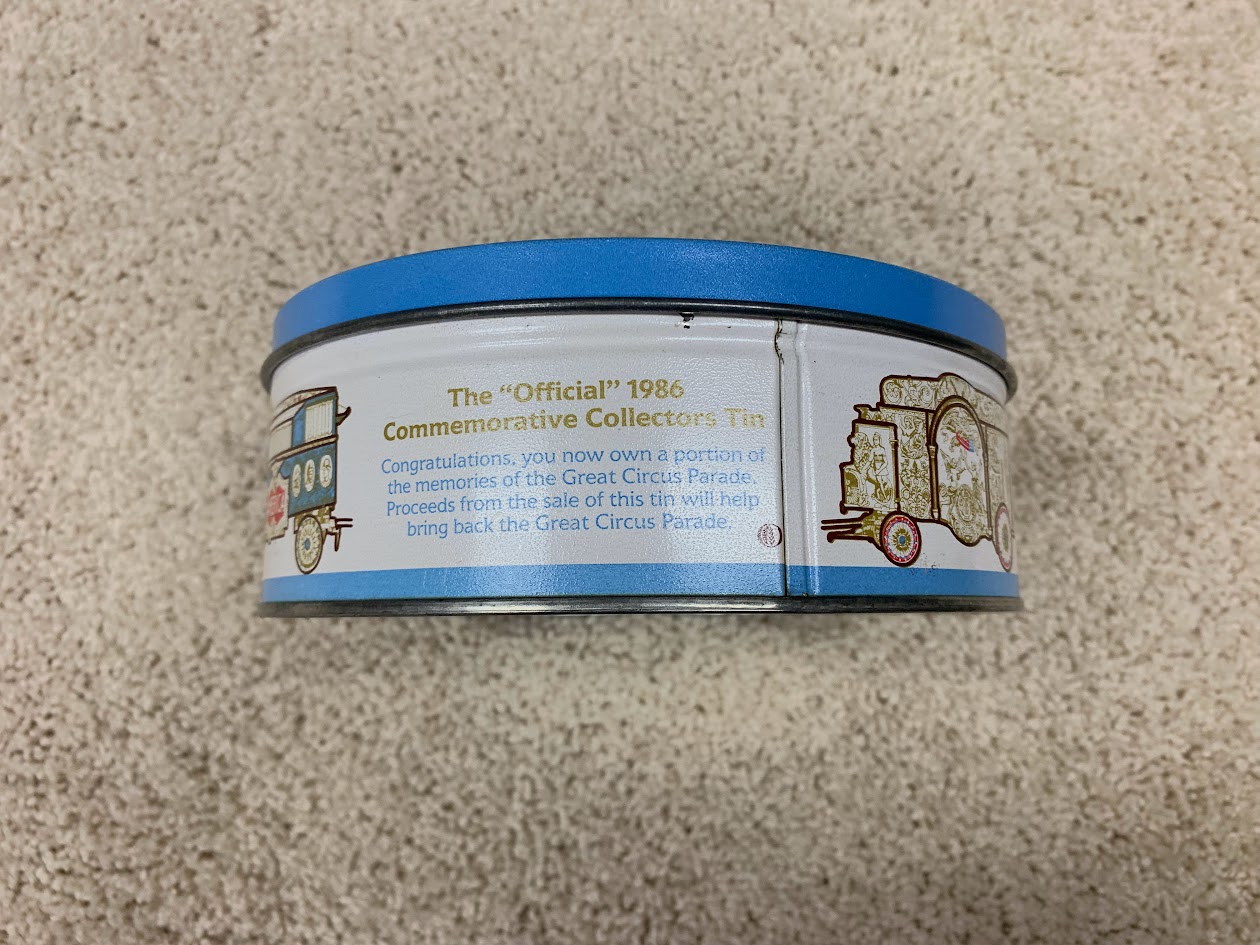 The “Official” 1986
Commemorative Collectors Tin
Congratulations, you now own a portion of
the memories of the Great Circus Parade.
Proceeds from the sale of this tin will help
bring back the Great Circus Parade.